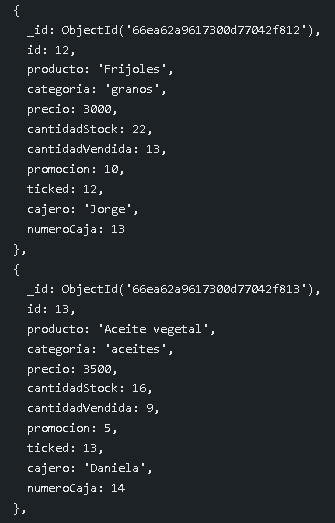 {
_id: ObjectId('66ea62a9617300d77042f812'),
id: 12,
producto: 'Frijoles',
categoria: 'granos',
precio: 3000,
cantidadStock: 22,
cantidadVendida: 13,
promocion: 10,
ticked: 12,
cajero: 'Jorge',
numeroCaja: 13
},
{
_id: ObjectId('66ea62a9617300d77042f813'),
id: 13,
producto: 'Aceite vegetal',
categoria: 'aceites',
precio: 3500,
cantidadStock: 16,
cantidadVendida: 9,
promocion: 5,
ticked: 13,
cajero: 'Daniela',
numeroCaja: 14
},